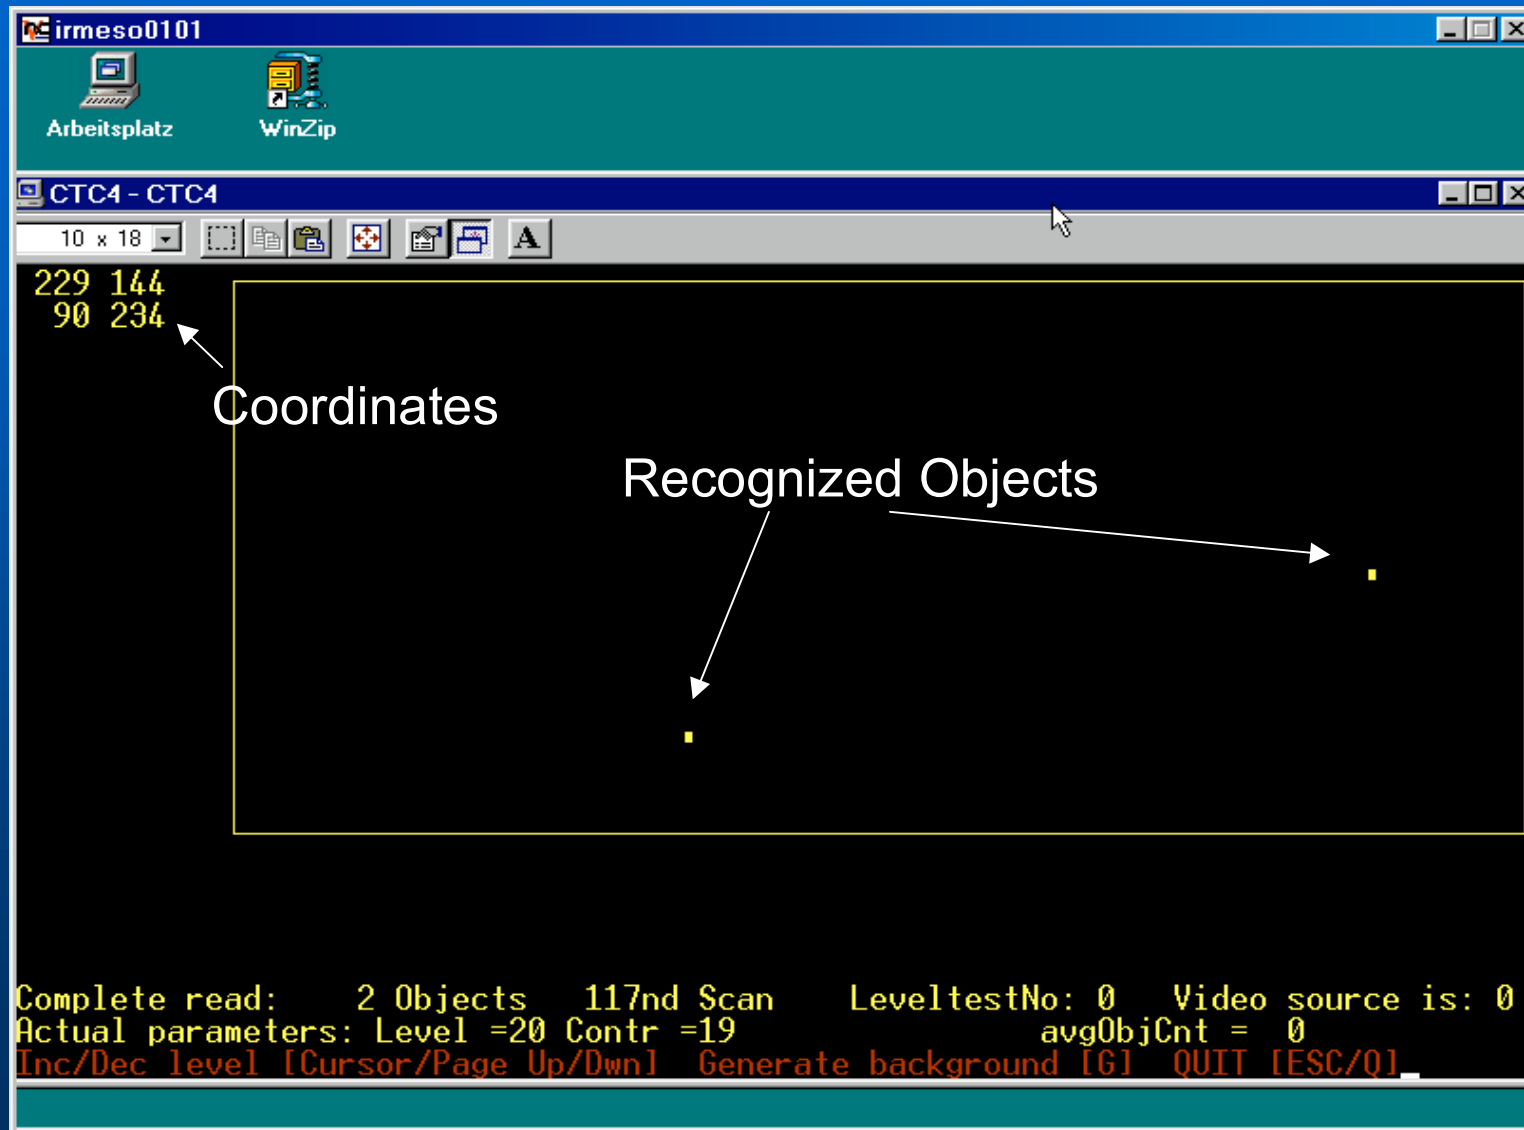 irmeso0101
Arbeitsplatz WinZip
CTC4 - CTC4
10 x 18 A
229 144
90 234
Coordinates
Recognized Objects
Complete read: 2 Objects 117nd Scan LeveltestNo: 0 Video source is: 0
Actual parameters: Level =20 Contr =19 avgObjCnt = 0
Inc/Dec level [Cursor/Page Up/Dwn] Generate background [G] QUIT [ESC/Q]_